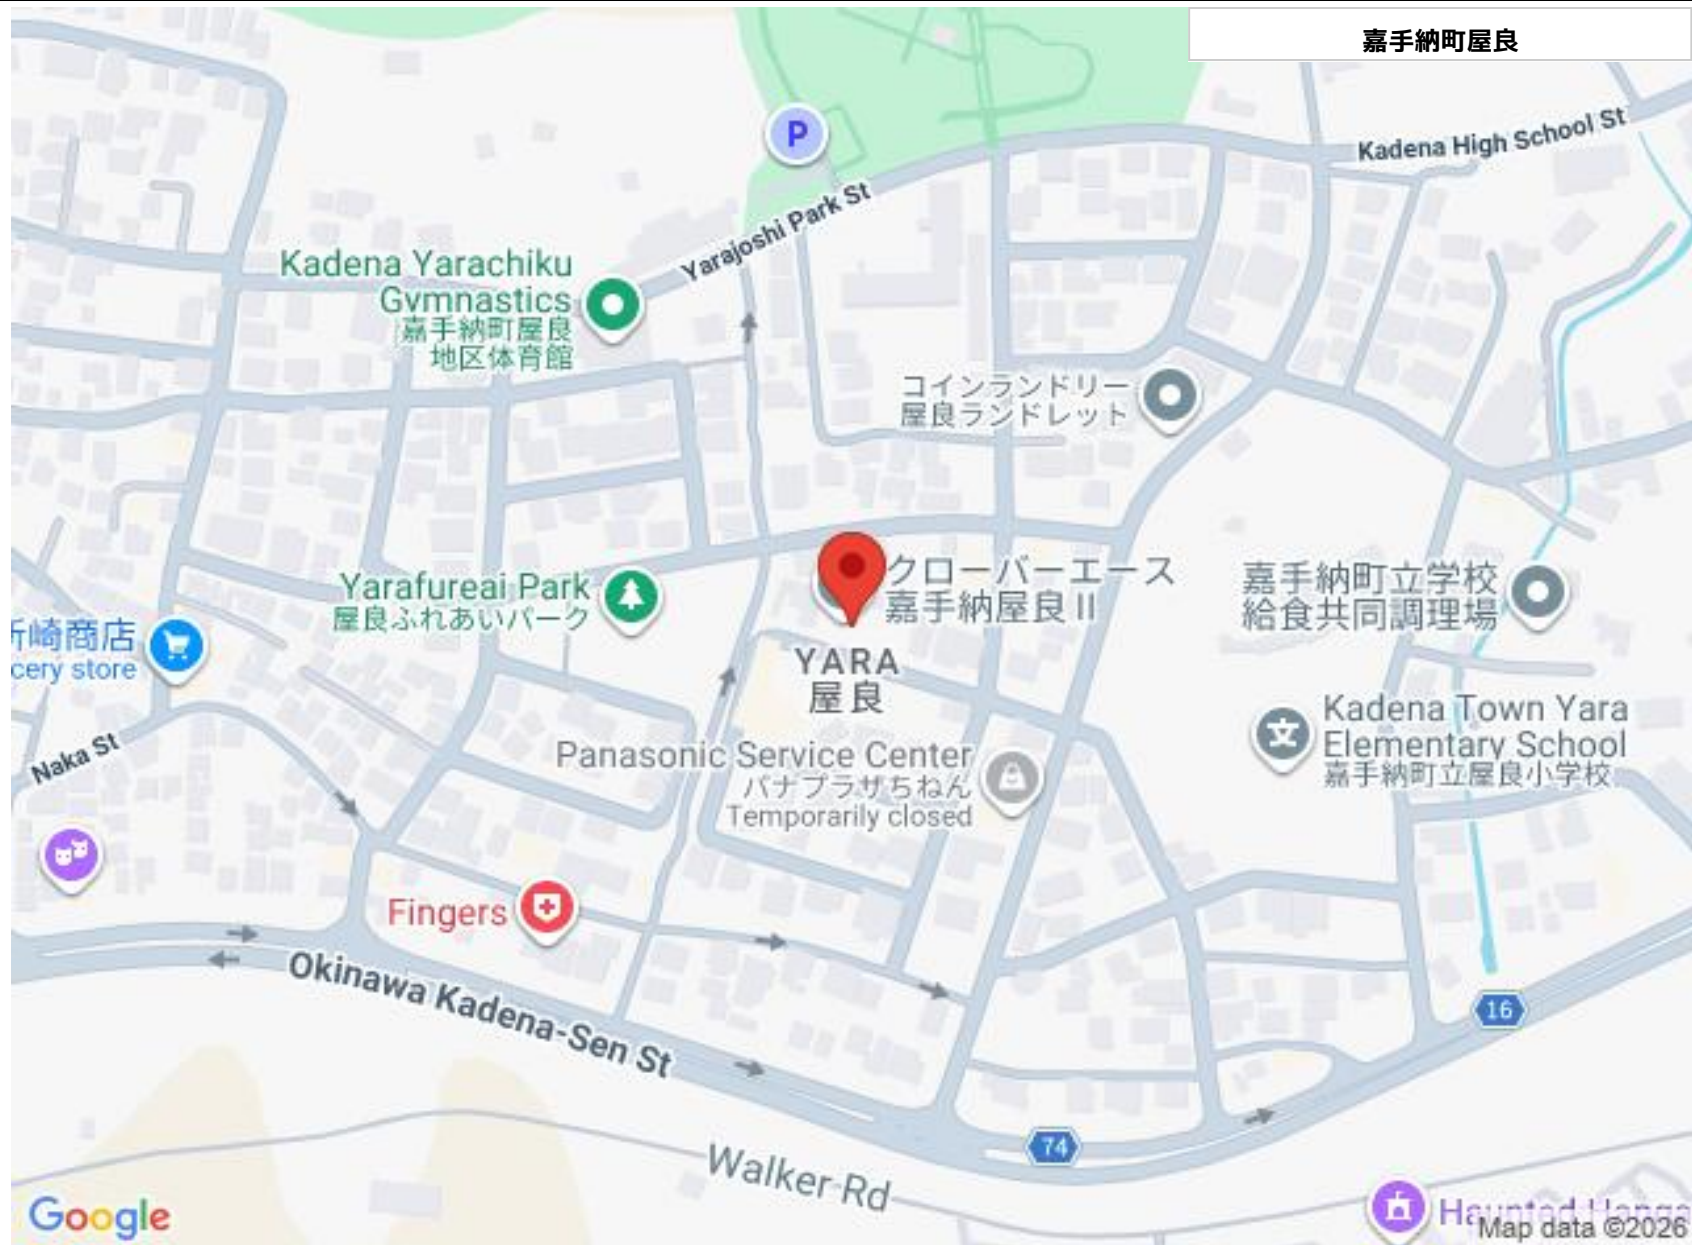 嘉手納町屋良
Kadena High School St
Yarajoshi Park St
P
Kadena Yarachiku
Gymnastics
嘉手納町屋良
地区体育館
コインランドリー
屋良ランドレット
クローバーエース
嘉手納屋良II
嘉手納町立学校
給食共同調理場
Yarafureai Park
屋良ふれあいパーク
崎商店
cery store
YARA
屋良
Kadena Town Yara
Elementary School
嘉手納町立屋良小学校
文
Naka St
Panasonic Service Center
パナプラザちねん
Temporarily closed
Fingers
Okinawa Kadena-Sen St
16
74
Walker Rd
Google
Haunted
Map data ©2026